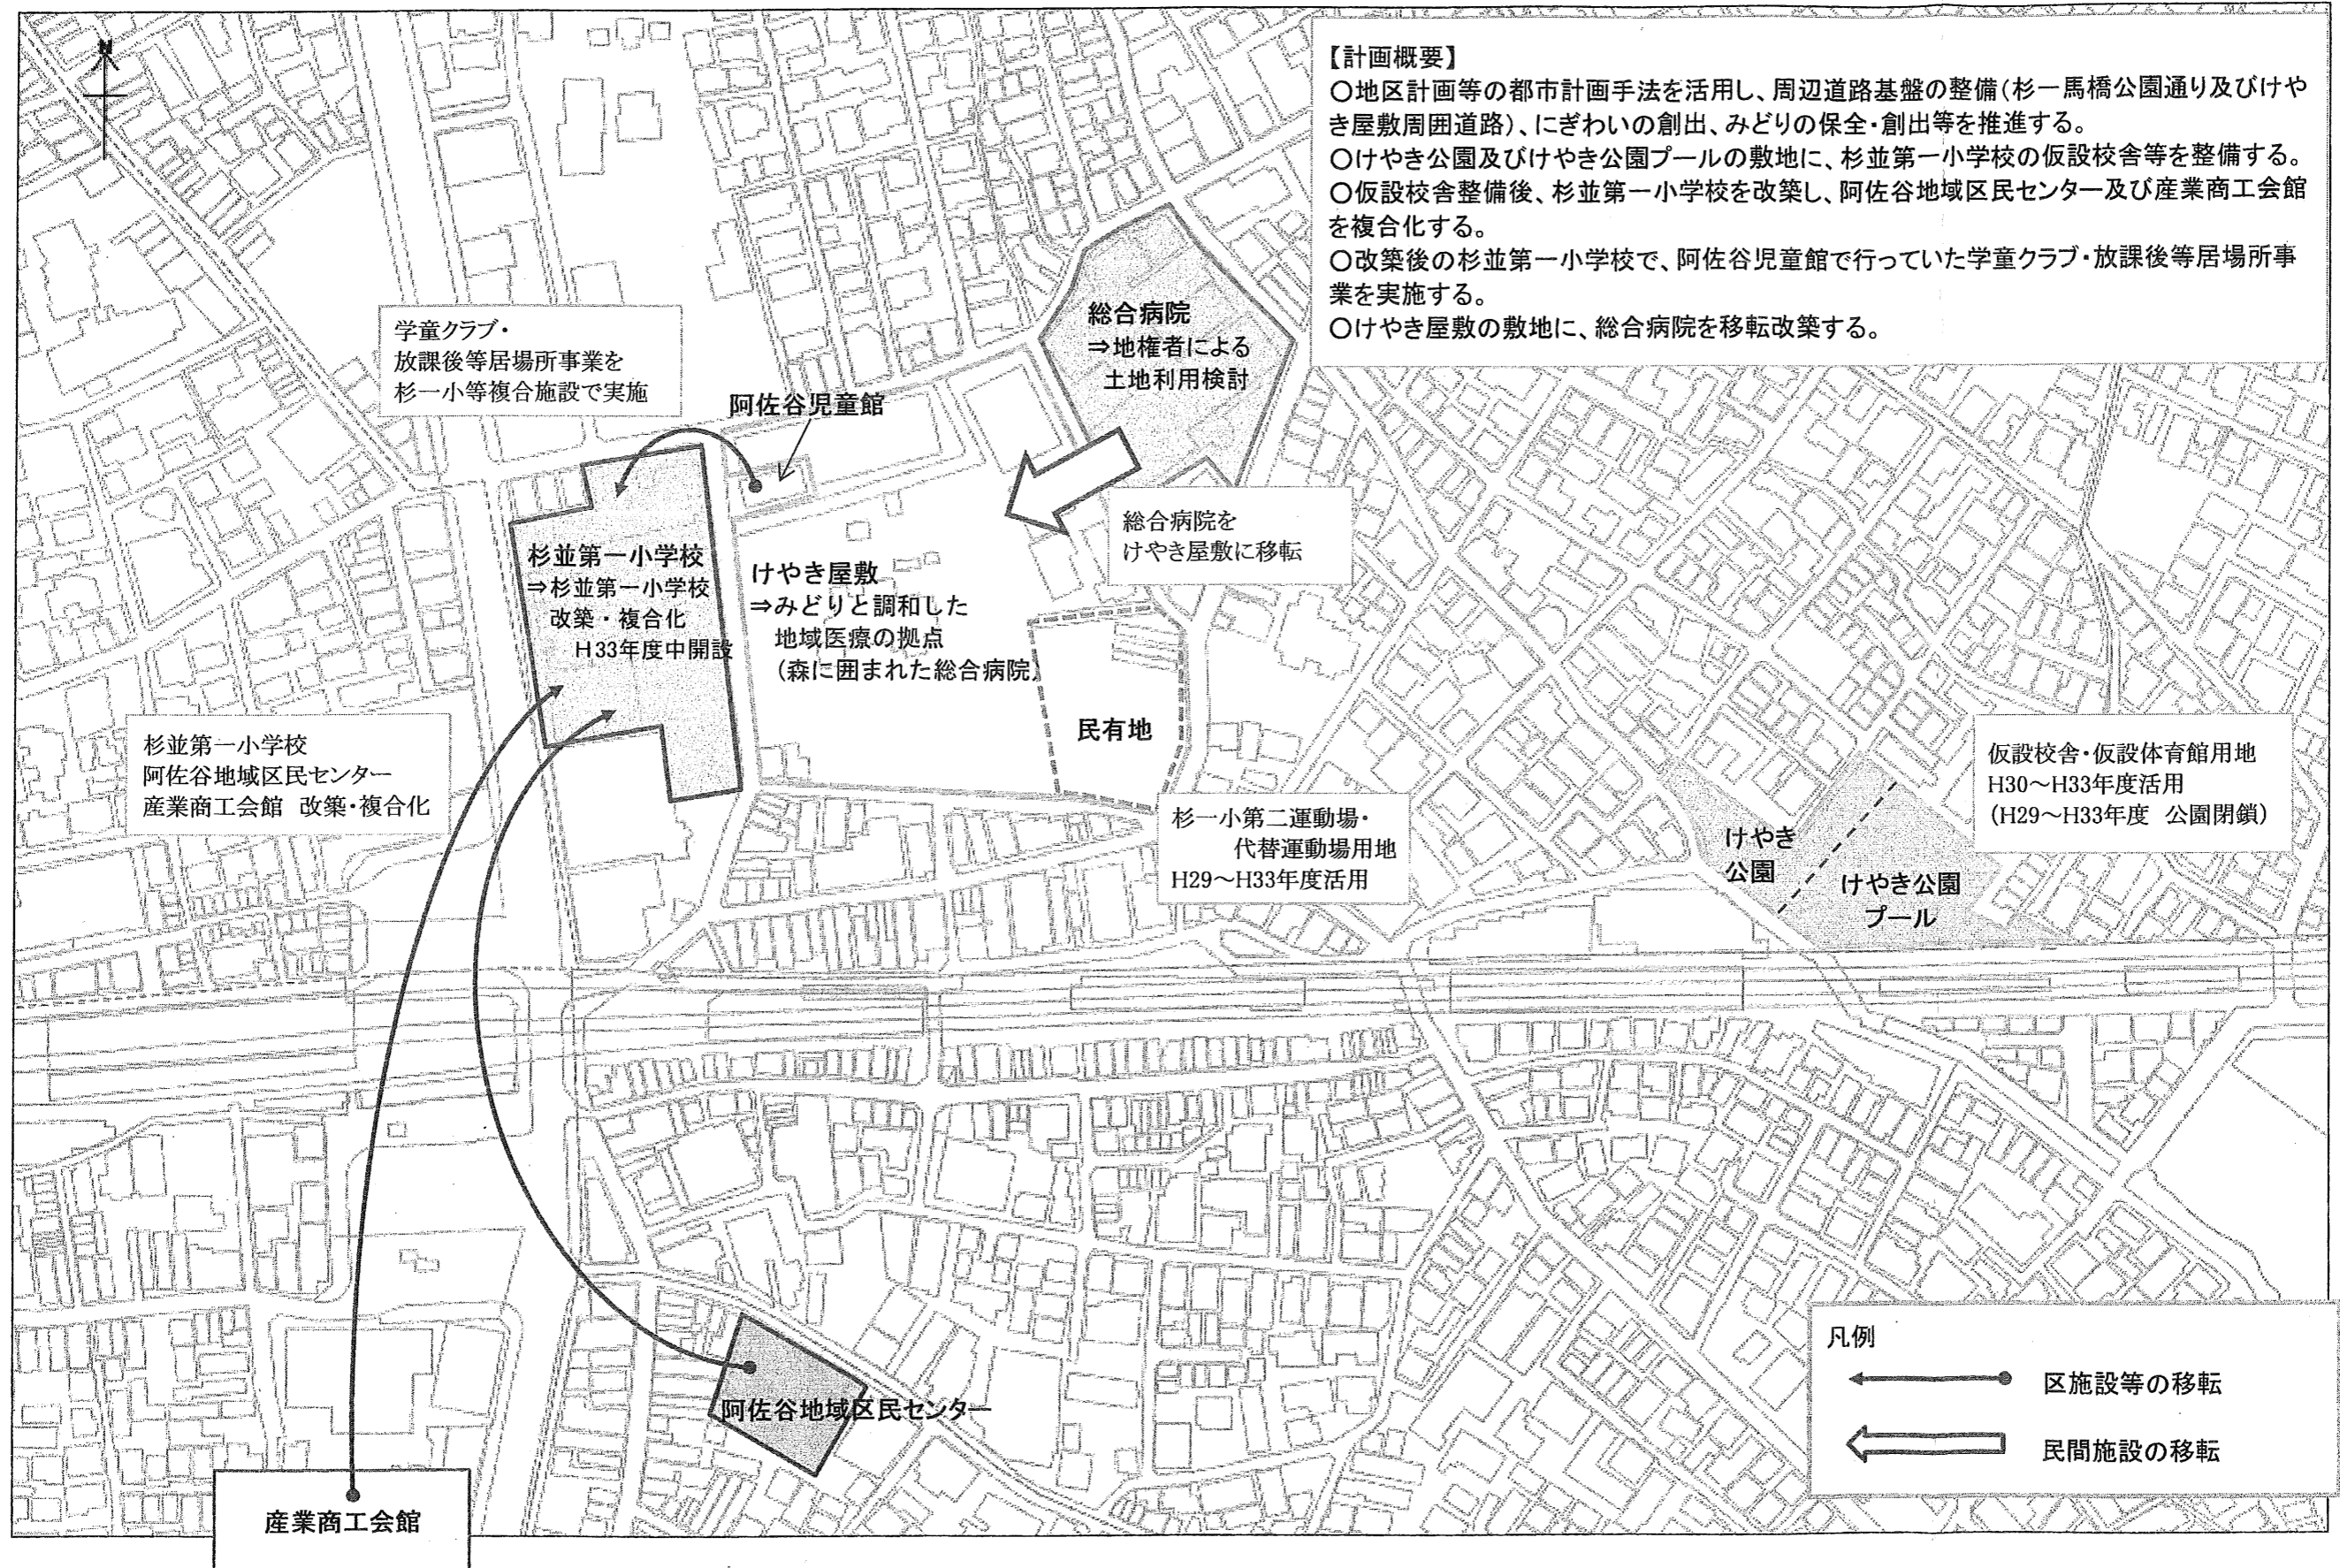 N
【計画概要】
○地区計画等の都市計画手法を活用し、周辺道路基盤の整備(杉一馬橋公園通り及びけや
き屋敷周囲道路)、にぎわいの創出、みどりの保全・創出等を推進する。
○けやき公園及びけやき公園プールの敷地に、杉並第一小学校の仮設校舎等を整備する。
○仮設校舎整備後、杉並第一小学校を改築し、阿佐谷地域区民センター及び産業商工会館
を複合化する。
○改築後の杉並第一小学校で、阿佐谷児童館で行っていた学童クラブ・放課後等居場所事
業を実施する。
○けやき屋敷の敷地に、総合病院を移転改築する。
学童クラブ・
放課後等居場所事業を
杉一小等複合施設で実施
阿佐谷児童館
総合病院
⇒地権者による
土地利用検討
総合病院を
けやき屋敷に移転
杉並第一小学校
⇒杉並第一小学校
改築・複合化
H33年度中開設
けやき屋敷
⇒みどりと調和した
地域医療の拠点
(森に囲まれた総合病院)
民有地
杉並第一小学校
阿佐谷地域区民センター
産業商工会館 改築・複合化
杉一小第二運動場・
代替運動場用地
H29～H33年度活用
仮設校舎・仮設体育館用地
H30～H33年度活用
(H29～H33年度 公園閉鎖)
けやき
公園
けやき公園
プール
阿佐谷地域区民センター
産業商工会館
凡例
区施設等の移転
民間施設の移転